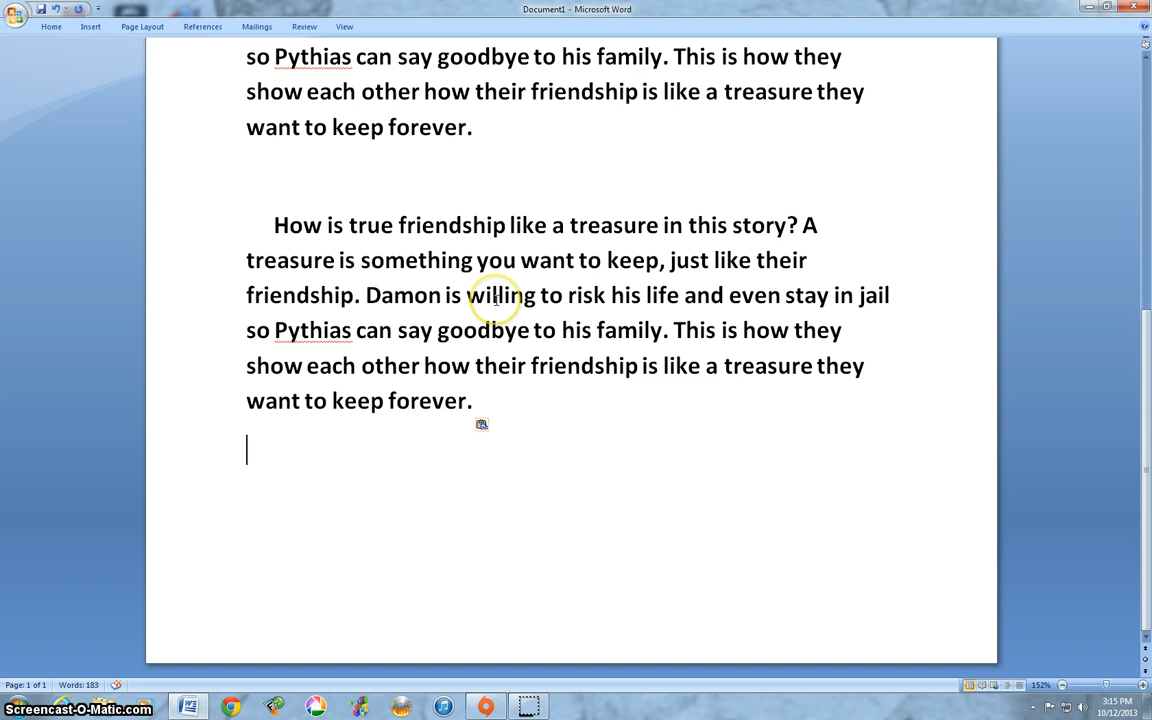 Document1 - Microsoft Word
Home Insert Page Layout References Mailings Review View
so Pythias can say goodbye to his family. This is how they
show each other how their friendship is like a treasure they
want to keep forever.
How is true friendship like a treasure in this story? A
treasure is something you want to keep, just like their
friendship. Damon is willing to risk his life and even stay in jail
so Pythias can say goodbye to his family. This is how they
show each other how their friendship is like a treasure they
want to keep forever.
Page: 1 of 1 Words: 183 152%
Screencast-O-Matic.com
3:15 PM
10/12/2013